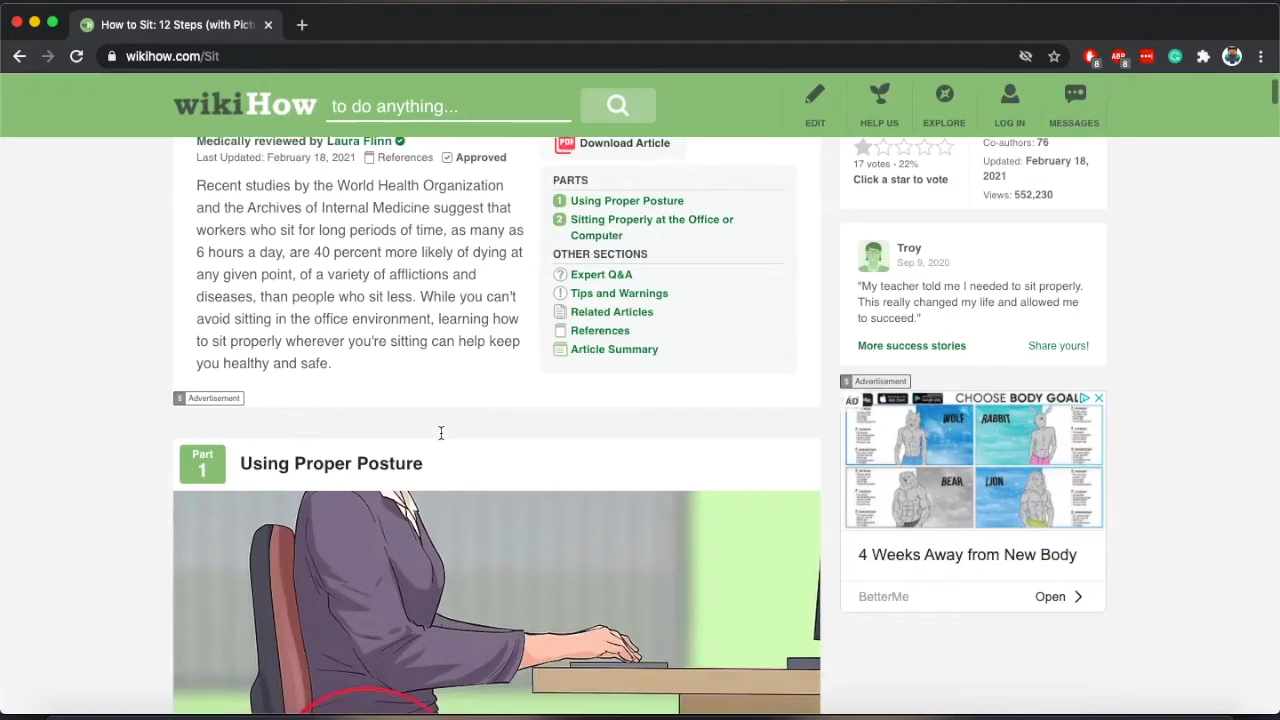 How to Sit: 12 Steps (with Pict
wikihow.com/Sit
8
8
wikiHow
to do anything...
EDIT
HELP US
EXPLORE
LOG IN
MESSAGES
Medically reviewed by Laura Flinn
Last Updated: February 18, 2021
References
Approved
Recent studies by the World Health Organization
and the Archives of Internal Medicine suggest that
workers who sit for long periods of time, as many as
6 hours a day, are 40 percent more likely of dying at
any given point, of a variety of afflictions and
diseases, than people who sit less. While you can't
avoid sitting in the office environment, learning how
to sit properly wherever you're sitting can help keep
you healthy and safe.
$ Advertisement
PDF
Download Article
PARTS
1 Using Proper Posture
2 Sitting Properly at the Office or
Computer
OTHER SECTIONS
? Expert Q&A
! Tips and Warnings
Related Articles
References
Article Summary
Part
1
Using Proper Posture
Co-authors: 76
17 votes - 22%
Click a star to vote
Updated: February 18,
2021
Views: 552,230
Troy
Sep 9, 2020
"My teacher told me I needed to sit properly.
This really changed my life and allowed me
to succeed."
More success stories
Share yours!
$ Advertisement
AD
CHOOSE BODY GOAL
WOLF
RABBIT
BEAR
LION
4 Weeks Away from New Body
BetterMe
Open